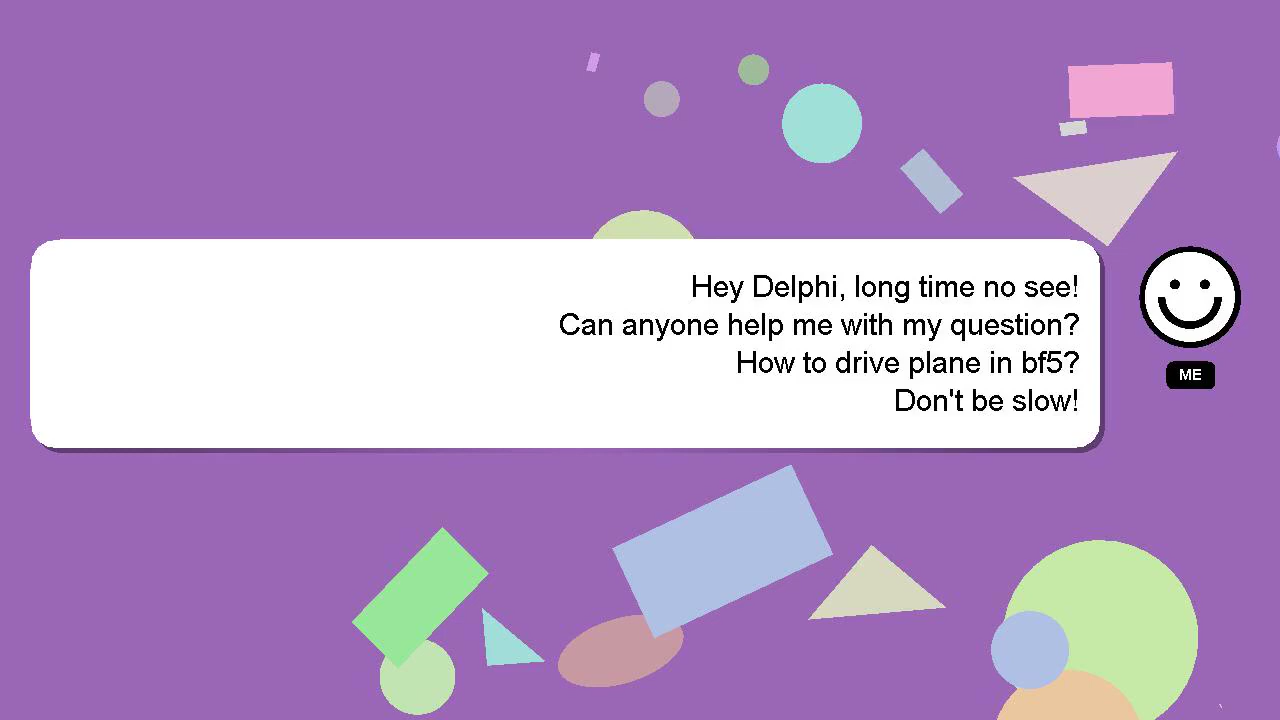 Hey Delphi, long time no see!
Can anyone help me with my question?
How to drive plane in bf5?
Don't be slow!
ME